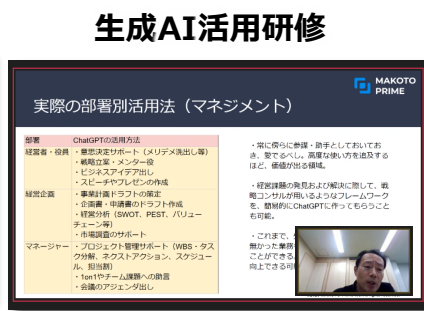 生成AI活用研修
MAKOTO
PRIME
実際の部署別活用法（マネジメント）
部署 ChatGPTの活用方法
経営者・役員 ・意思決定サポート（メリデメ洗出し等）
・戦略立案・メンター役
・ビジネスアイデア出し
・スピーチやプレゼンの作成
経営企画 ・事業計画ドラフトの策定
・企画書・申請書のドラフト作成
・経営分析（SWOT、PEST、バリュー
チェーン等）
・市場調査のサポート
マネージャー ・プロジェクト管理サポート（WBS・タス
ク分解、ネクストアクション、スケジュー
ル、担当割）
・1on1やチーム課題への助言
・会議のアジェンダ出し
・常に傍らに参謀・助手としておいてお
き、愛でるべし。高度な使い方を追及する
ほど、価値が出る領域。
・経営課題の発見および解決に際して、戦
略コンサルが用いるようなフレームワーク
を、簡易的にChatGPTに作ってもらうこと
も可能。
・これまで、
無かった業務
ことができる
向上できる可